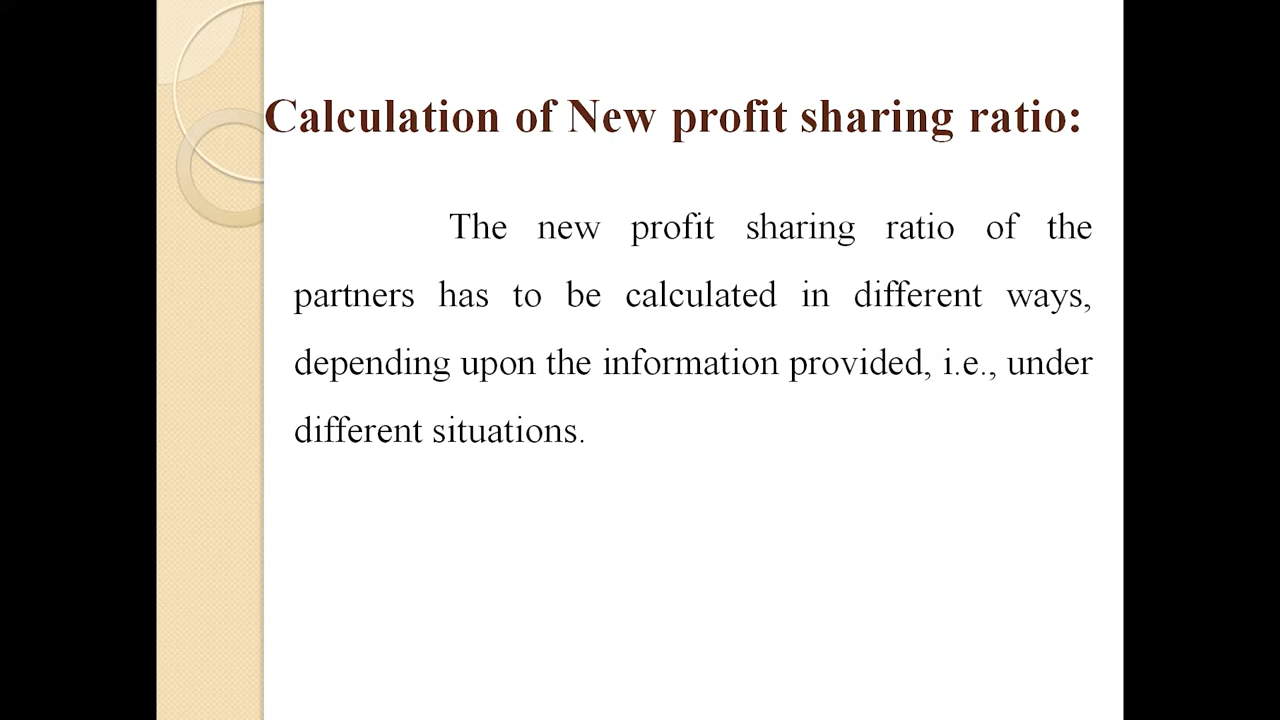 Calculation of New profit sharing ratio:
The new profit sharing ratio of the
partners has to be calculated in different ways,
depending upon the information provided, i.e., under
different situations.